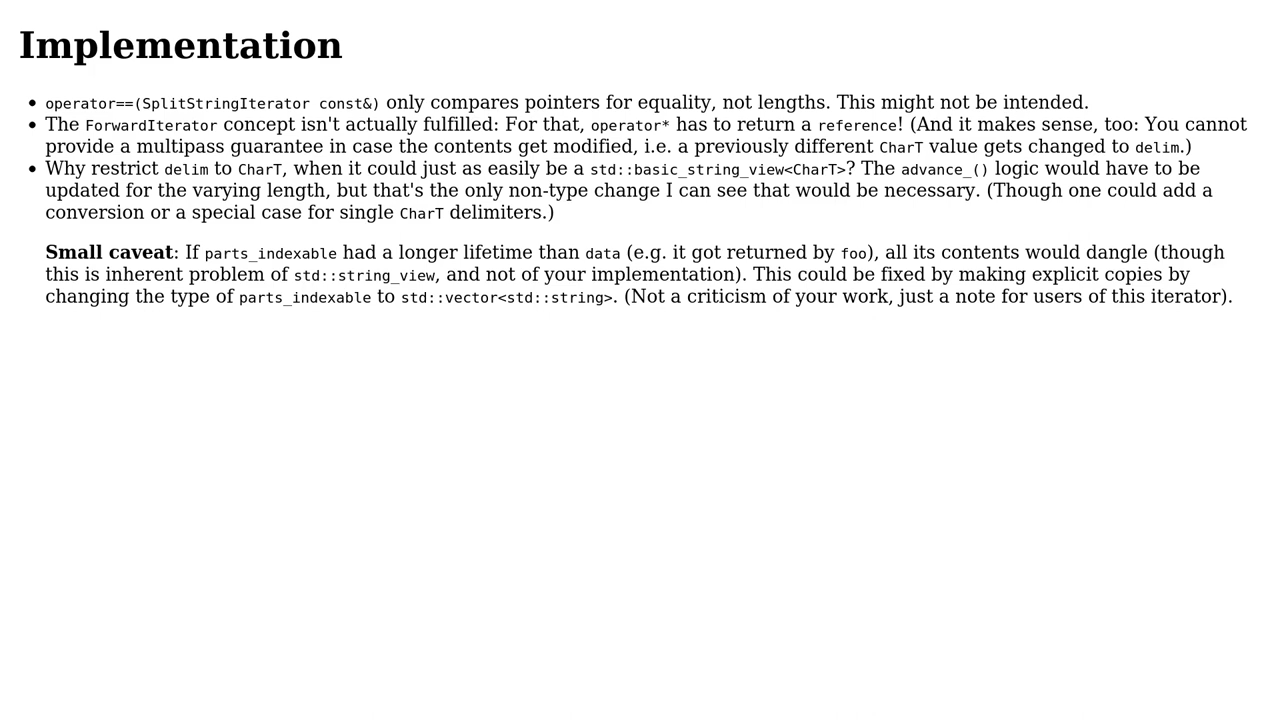 Implementation
• operator==(SplitStringIterator const&) only compares pointers for equality, not lengths. This might not be intended.
• The ForwardIterator concept isn't actually fulfilled: For that, operator* has to return a reference! (And it makes sense, too: You cannot
provide a multipass guarantee in case the contents get modified, i.e. a previously different CharT value gets changed to delim.)
• Why restrict delim to CharT, when it could just as easily be a std::basic_string_view<CharT>? The advance_() logic would have to be
updated for the varying length, but that's the only non-type change I can see that would be necessary. (Though one could add a
conversion or a special case for single CharT delimiters.)
Small caveat: If parts_indexable had a longer lifetime than data (e.g. it got returned by foo), all its contents would dangle (though
this is inherent problem of std::string_view, and not of your implementation). This could be fixed by making explicit copies by
changing the type of parts_indexable to std::vector<std::string>. (Not a criticism of your work, just a note for users of this iterator).